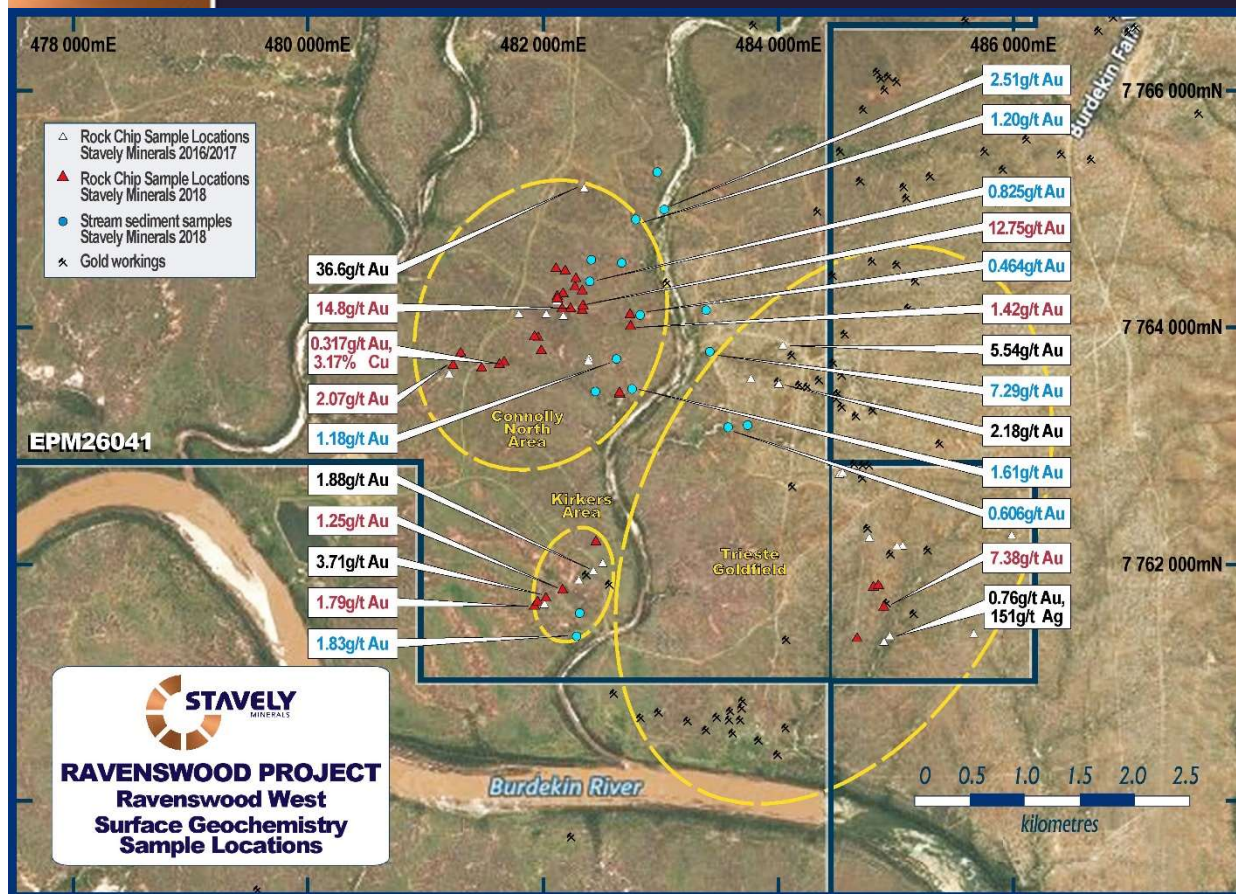 478 000mE
480 000mE
482 000mE
484 000mE
486 000mE
7 766 000mN
7 764 000mN
7 762 000mN
Rock Chip Sample Locations
Stavely Minerals 2016/2017
Rock Chip Sample Locations
Stavely Minerals 2018
Stream sediment samples
Stavely Minerals 2018
Gold workings
36.6g/t Au
14.8g/t Au
0.317g/t Au,
3.17% Cu
2.07g/t Au
1.18g/t Au
EPM26041
1.88g/t Au
1.25g/t Au
3.71g/t Au
1.79g/t Au
1.83g/t Au
Connolly
North
Area
Kirkers
Area
Trieste
Goldfield
2.51g/t Au
1.20g/t Au
0.825g/t Au
12.75g/t Au
0.464g/t Au
1.42g/t Au
5.54g/t Au
7.29g/t Au
2.18g/t Au
1.61g/t Au
0.606g/t Au
7.38g/t Au
0.76g/t Au,
151g/t Ag
Burdekin
Burdekin River
STAVELY
MINERALS
RAVENSWOOD PROJECT
Ravenswood West
Surface Geochemistry
Sample Locations
0 0.5 1.0 1.5 2.0 2.5
kilometres